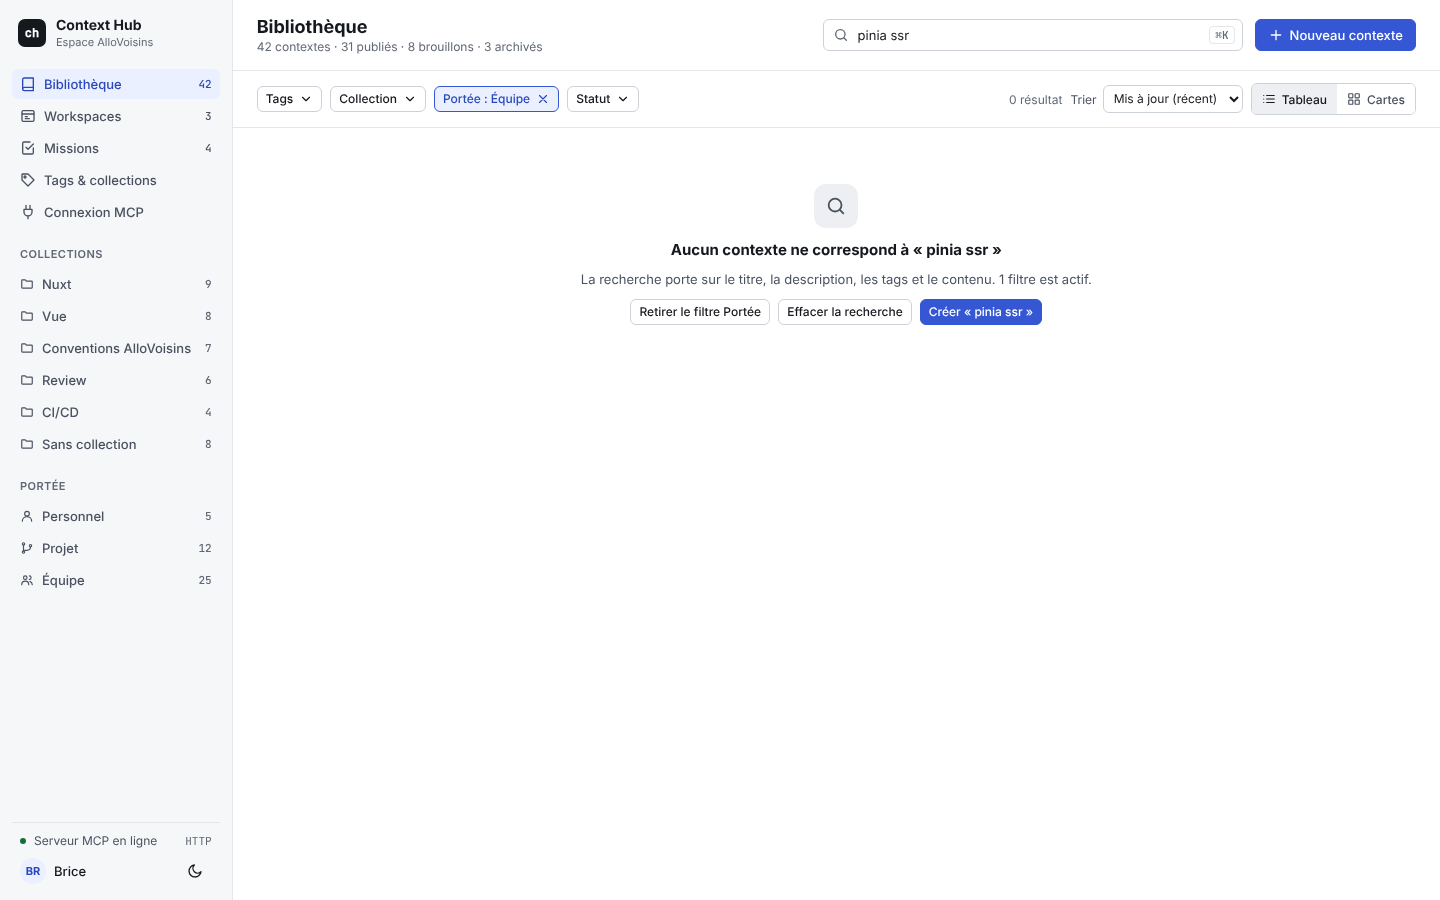 ch
Context Hub
Espace AlloVoisins
Bibliothèque 42
Workspaces 3
Missions 4
Tags & collections
Connexion MCP
COLLECTIONS
Nuxt 9
Vue 8
Conventions AlloVoisins 7
Review 6
CI/CD 4
Sans collection 8
PORTÉE
Personnel 5
Projet 12
Équipe 25
Serveur MCP en ligne HTTP
BR Brice
Bibliothèque
42 contextes · 31 publiés · 8 brouillons · 3 archivés
pinia ssr ⌘K
Nouveau contexte
Tags Collection Portée : Équipe Statut
0 résultat Trier Mis à jour (récent) Tableau Cartes
Aucun contexte ne correspond à « pinia ssr »
La recherche porte sur le titre, la description, les tags et le contenu. 1 filtre est actif.
Retirer le filtre Portée Effacer la recherche Créer « pinia ssr »